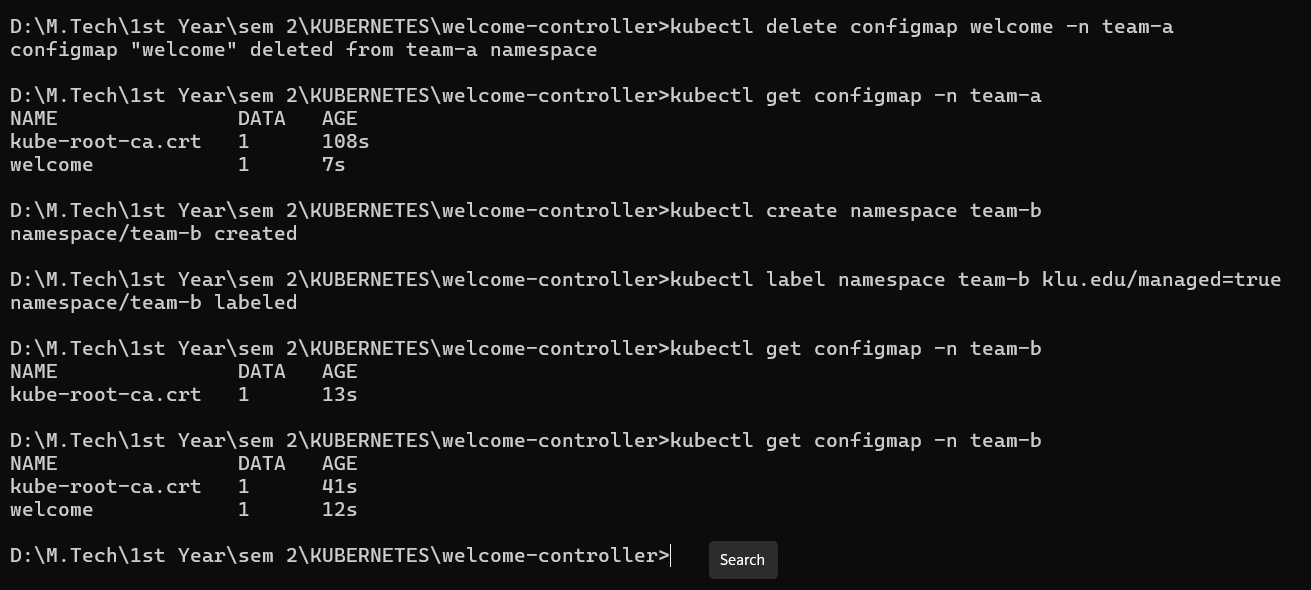 D:\M.Tech\1st Year\sem 2\KUBERNETES\welcome-controller>kubectl delete configmap welcome -n team-a
configmap "welcome" deleted from team-a namespace
D:\M.Tech\1st Year\sem 2\KUBERNETES\welcome-controller>kubectl get configmap -n team-a
NAME               DATA   AGE
kube-root-ca.crt   1      108s
welcome            1      7s
D:\M.Tech\1st Year\sem 2\KUBERNETES\welcome-controller>kubectl create namespace team-b
namespace/team-b created
D:\M.Tech\1st Year\sem 2\KUBERNETES\welcome-controller>kubectl label namespace team-b klu.edu/managed=true
namespace/team-b labeled
D:\M.Tech\1st Year\sem 2\KUBERNETES\welcome-controller>kubectl get configmap -n team-b
NAME               DATA   AGE
kube-root-ca.crt   1      13s
D:\M.Tech\1st Year\sem 2\KUBERNETES\welcome-controller>kubectl get configmap -n team-b
NAME               DATA   AGE
kube-root-ca.crt   1      41s
welcome            1      12s
D:\M.Tech\1st Year\sem 2\KUBERNETES\welcome-controller>
Search